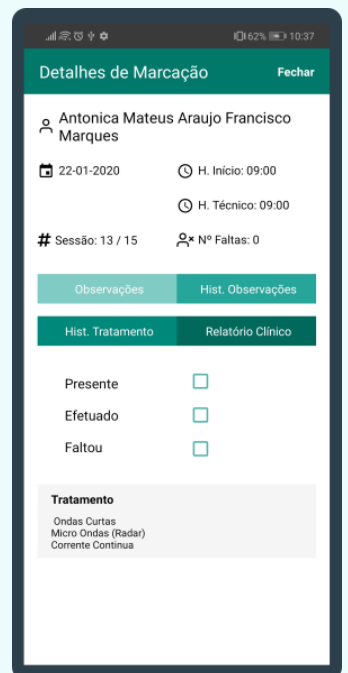 62% 10:37
Detalhes de Marcação Fechar
Antonica Mateus Araujo Francisco
Marques
22-01-2020 H. Início: 09:00
H. Técnico: 09:00
# Sessão: 13 / 15 Nº Faltas: 0
Observações Hist. Observações
Hist. Tratamento Relatório Clínico
Presente
Efetuado
Faltou
Tratamento
Ondas Curtas
Micro Ondas (Radar)
Corrente Continua